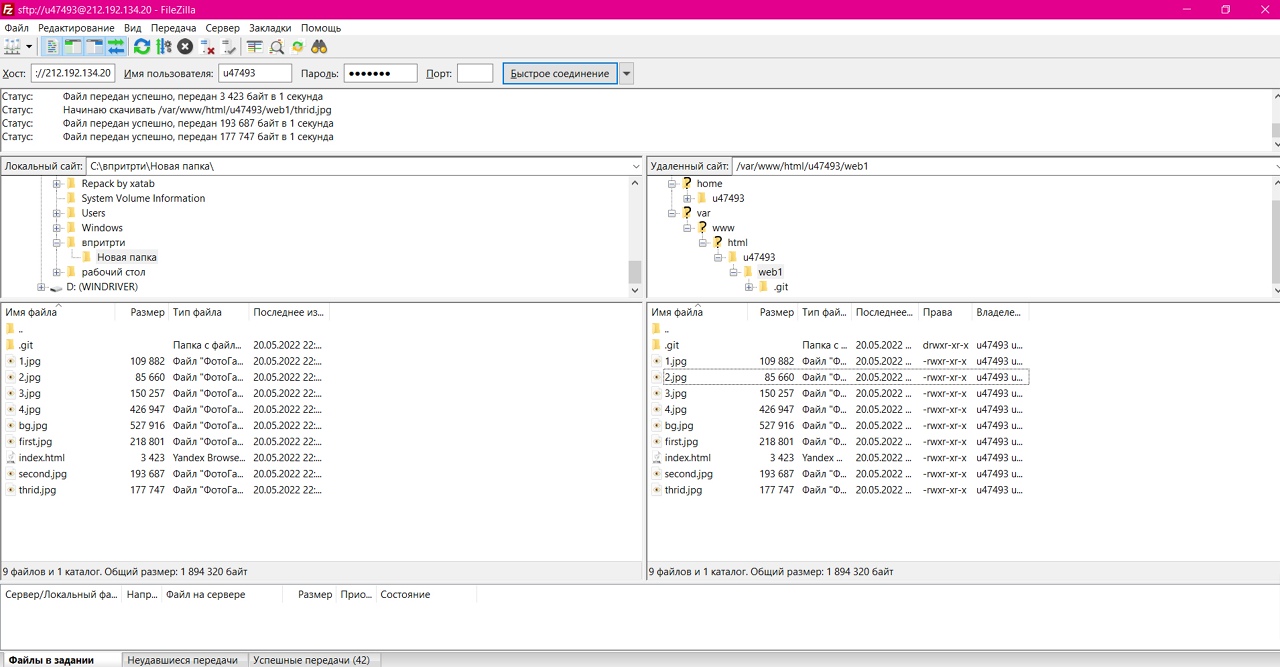 sftp://u47493@212.192.134.20 - FileZilla
Файл Редактирование Вид Передача Сервер Закладки Помощь
Хост: ://212.192.134.20 Имя пользователя: u47493 Пароль: ●●●●●●● Порт: Быстрое соединение
Статус: Файл передан успешно, передан 3 423 байт в 1 секунда
Статус: Начинаю скачивать /var/www/html/u47493/web1/thrid.jpg
Статус: Файл передан успешно, передан 193 687 байт в 1 секунда
Статус: Файл передан успешно, передан 177 747 байт в 1 секунда
Локальный сайт: C:\впритрти\Новая папка\
Repack by xatab
System Volume Information
Users
Windows
впритрти
Новая папка
рабочий стол
D: (WINDRIVER)
Имя файла Размер Тип файла Последнее из...
..
.git Папка с файл... 20.05.2022 22:...
1.jpg 109 882 Файл "ФотоГа... 20.05.2022 22:...
2.jpg 85 660 Файл "ФотоГа... 20.05.2022 22:...
3.jpg 150 257 Файл "ФотоГа... 20.05.2022 22:...
4.jpg 426 947 Файл "ФотоГа... 20.05.2022 22:...
bg.jpg 527 916 Файл "ФотоГа... 20.05.2022 22:...
first.jpg 218 801 Файл "ФотоГа... 20.05.2022 22:...
index.html 3 423 Yandex Browse... 20.05.2022 22:...
second.jpg 193 687 Файл "ФотоГа... 20.05.2022 22:...
thrid.jpg 177 747 Файл "ФотоГа... 20.05.2022 22:...
9 файлов и 1 каталог. Общий размер: 1 894 320 байт
Удаленный сайт: /var/www/html/u47493/web1
home
u47493
var
www
html
u47493
web1
.git
Имя файла Размер Тип фай... Последнее... Права Владеле...
..
.git Папка с ... 20.05.2022 ... drwxr-xr-x u47493 u...
1.jpg 109 882 Файл "Ф... 20.05.2022 ... -rwxr-xr-x u47493 u...
2.jpg 85 660 Файл "Ф... 20.05.2022 ... -rwxr-xr-x u47493 u...
3.jpg 150 257 Файл "Ф... 20.05.2022 ... -rwxr-xr-x u47493 u...
4.jpg 426 947 Файл "Ф... 20.05.2022 ... -rwxr-xr-x u47493 u...
bg.jpg 527 916 Файл "Ф... 20.05.2022 ... -rwxr-xr-x u47493 u...
first.jpg 218 801 Файл "Ф... 20.05.2022 ... -rwxr-xr-x u47493 u...
index.html 3 423 Yandex ... 20.05.2022 ... -rwxr-xr-x u47493 u...
second.jpg 193 687 Файл "Ф... 20.05.2022 ... -rwxr-xr-x u47493 u...
thrid.jpg 177 747 Файл "Ф... 20.05.2022 ... -rwxr-xr-x u47493 u...
9 файлов и 1 каталог. Общий размер: 1 894 320 байт
Сервер/Локальный фа... Напр... Файл на сервере Размер Прио... Состояние
Файлы в задании Неудавшиеся передачи Успешные передачи (42)